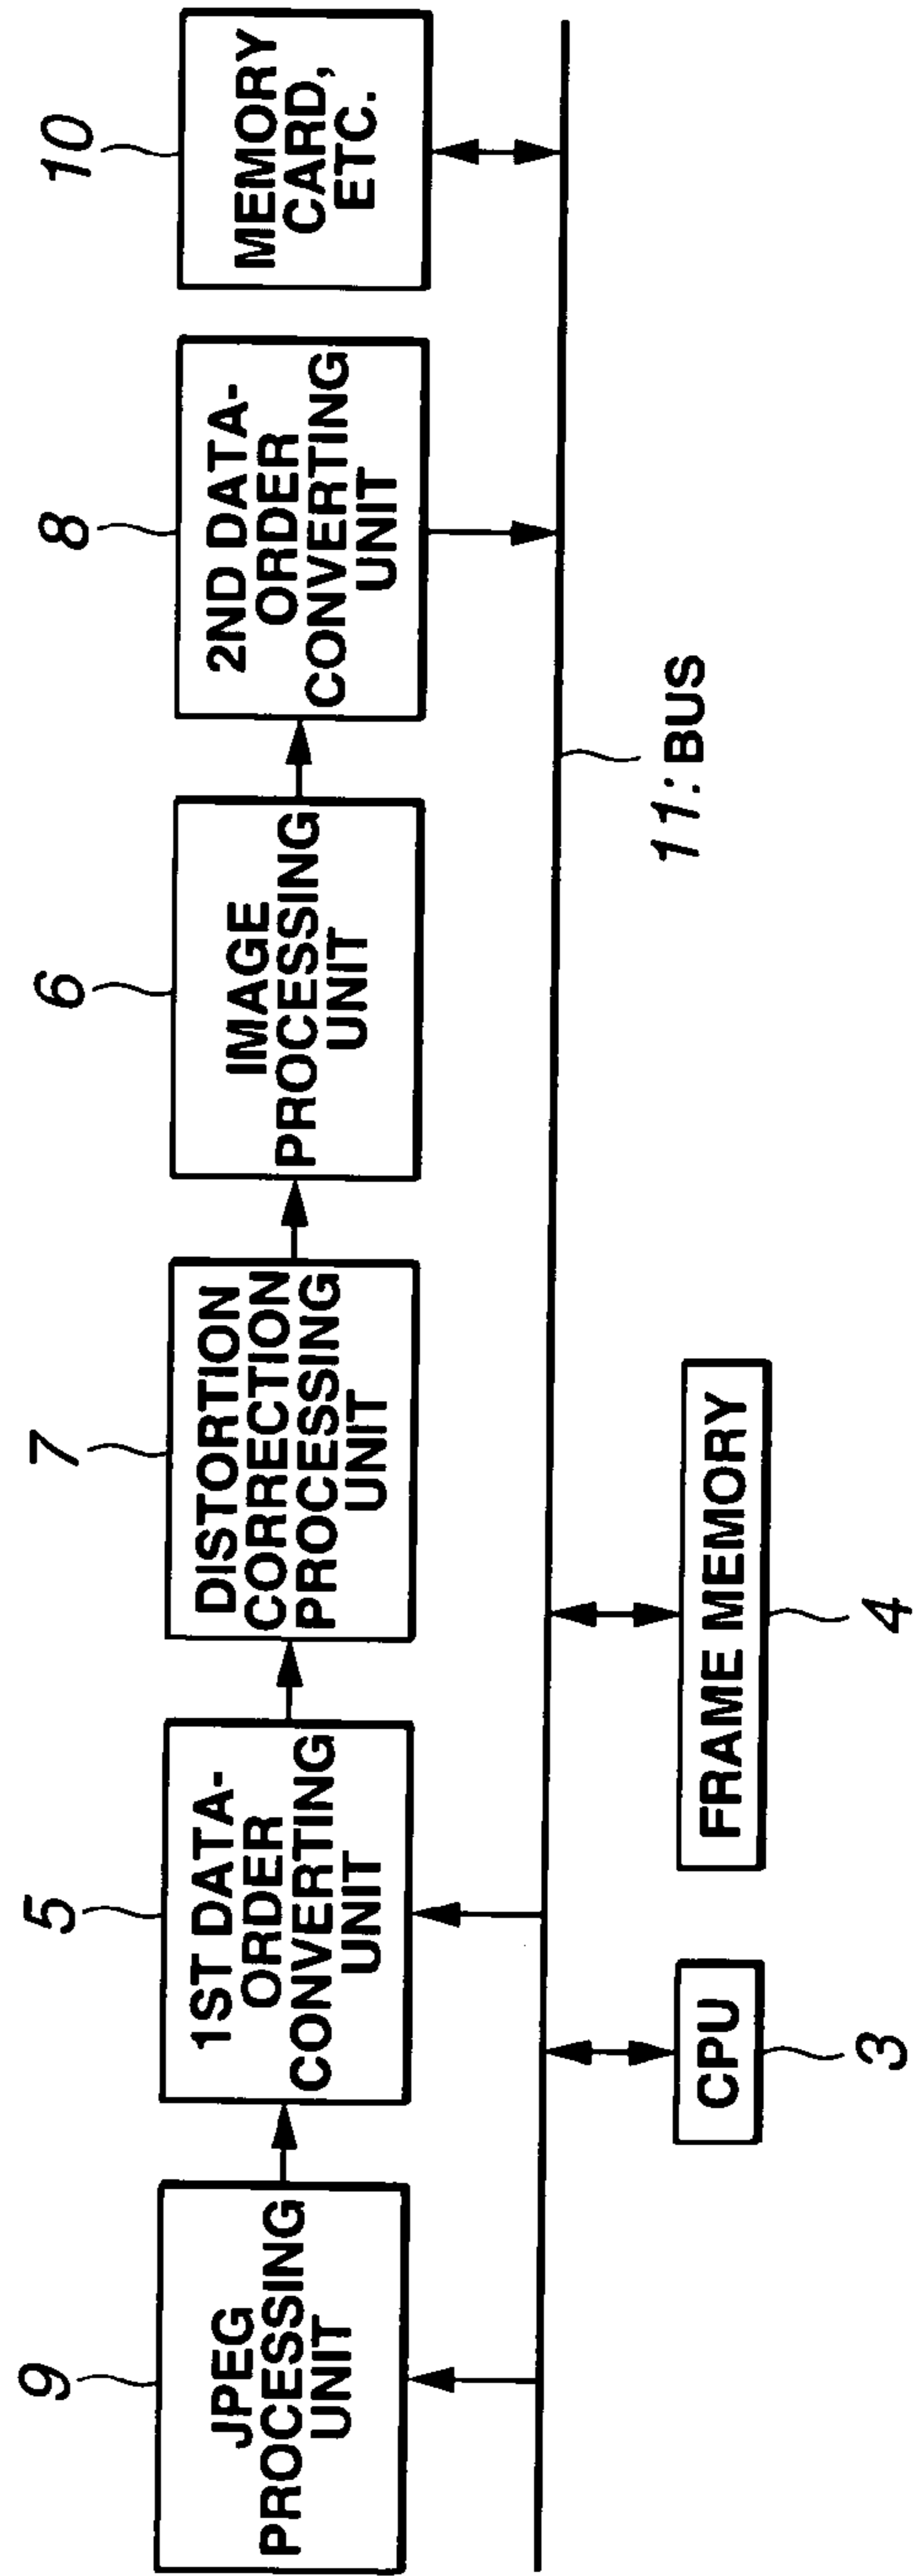 9
JPEG
PROCESSING
UNIT
5
1ST DATA-
ORDER
CONVERTING
UNIT
7
DISTORTION
CORRECTION
PROCESSING
UNIT
6
IMAGE
PROCESSING
UNIT
8
2ND DATA-
ORDER
CONVERTING
UNIT
10
MEMORY
CARD,
ETC.
11: BUS
CPU
3
FRAME MEMORY
4